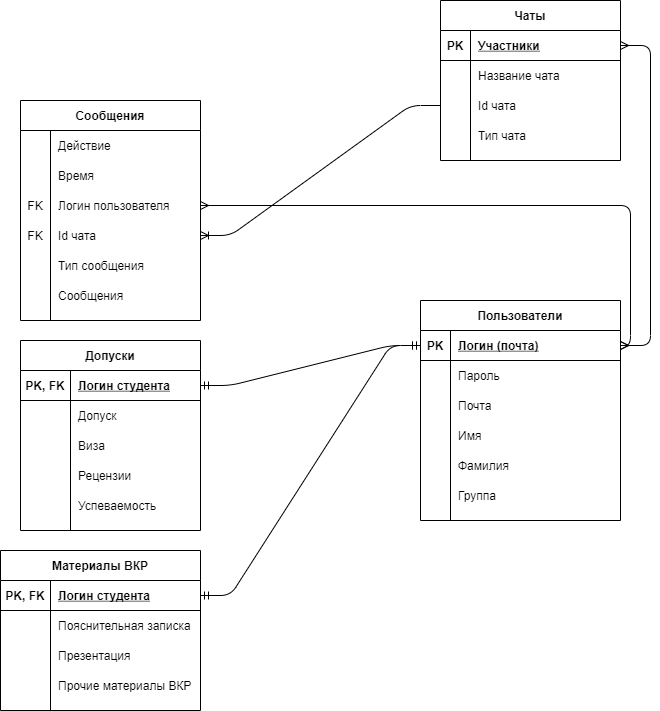 Чаты
PK Участники
Название чата
Id чата
Тип чата
Сообщения
Действие
Время
FK Логин пользователя
FK Id чата
Тип сообщения
Сообщения
Пользователи
PK Логин (почта)
Пароль
Почта
Имя
Фамилия
Группа
Допуски
PK, FK Логин студента
Допуск
Виза
Рецензии
Успеваемость
Материалы ВКР
PK, FK Логин студента
Пояснительная записка
Презентация
Прочие материалы ВКР